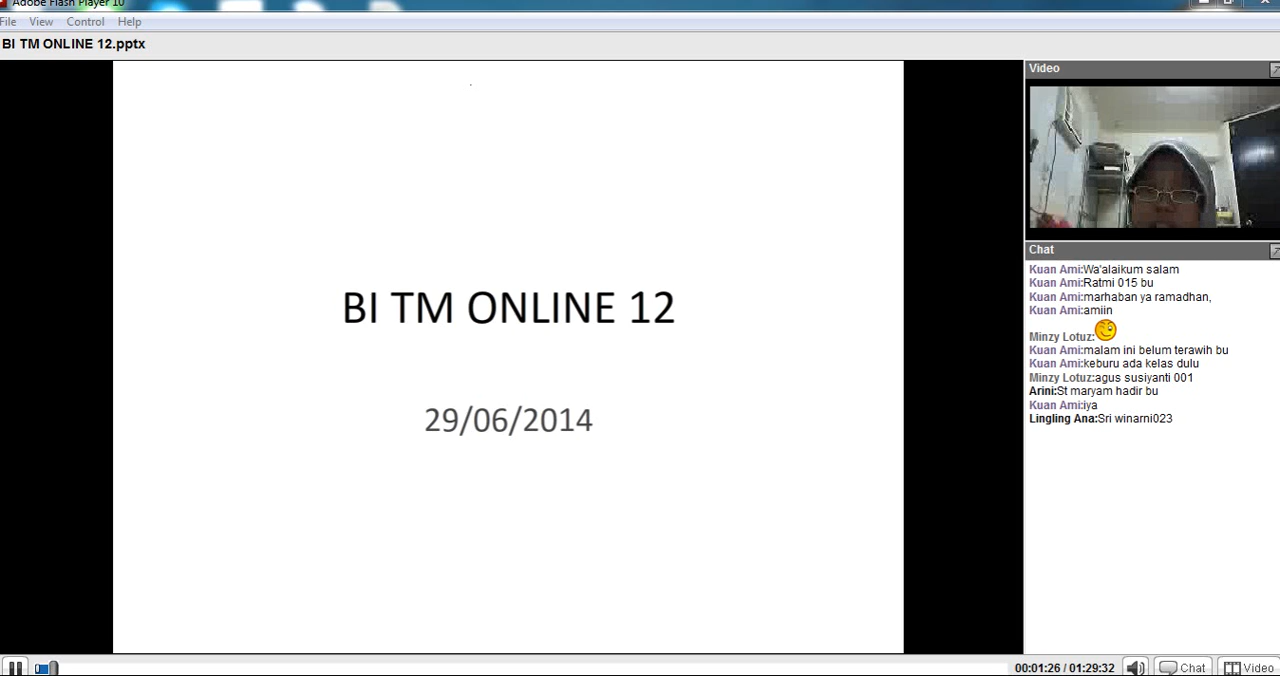 Adobe Flash Player 10
File View Control Help
BI TM ONLINE 12.pptx
BI TM ONLINE 12
29/06/2014
Video
Chat
Kuan Ami:Wa'alaikum salam
Kuan Ami:Ratmi 015 bu
Kuan Ami:marhaban ya ramadhan,
Kuan Ami:amiin
Minzy Lotuz:
Kuan Ami:malam ini belum terawih bu
Kuan Ami:keburu ada kelas dulu
Minzy Lotuz:agus susiyanti 001
Arini:St maryam hadir bu
Kuan Ami:iya
Lingling Ana:Sri winarni023
00:01:26 / 01:29:32 Chat Video